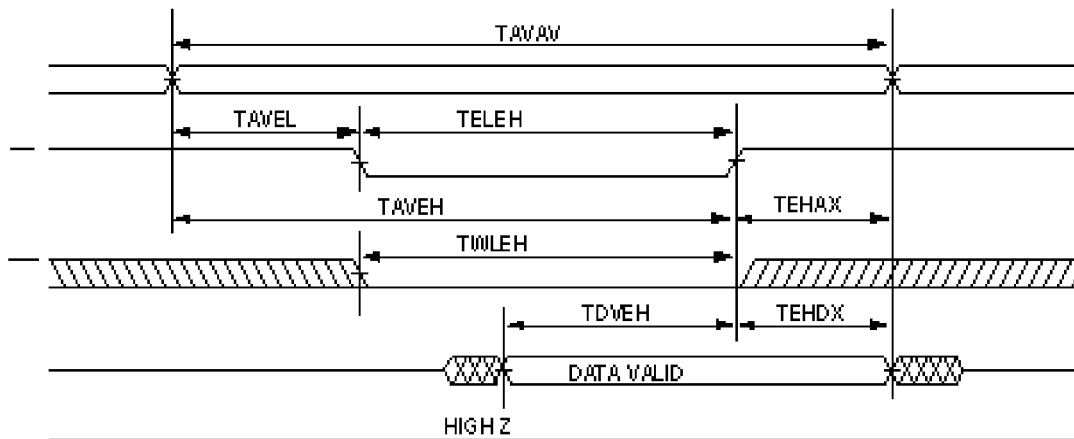 TAVAV
TAVEL TELEH
TAVEH TEHAX
TWLEH
TDVEH TEHDX
DATA VALID
HIGH Z